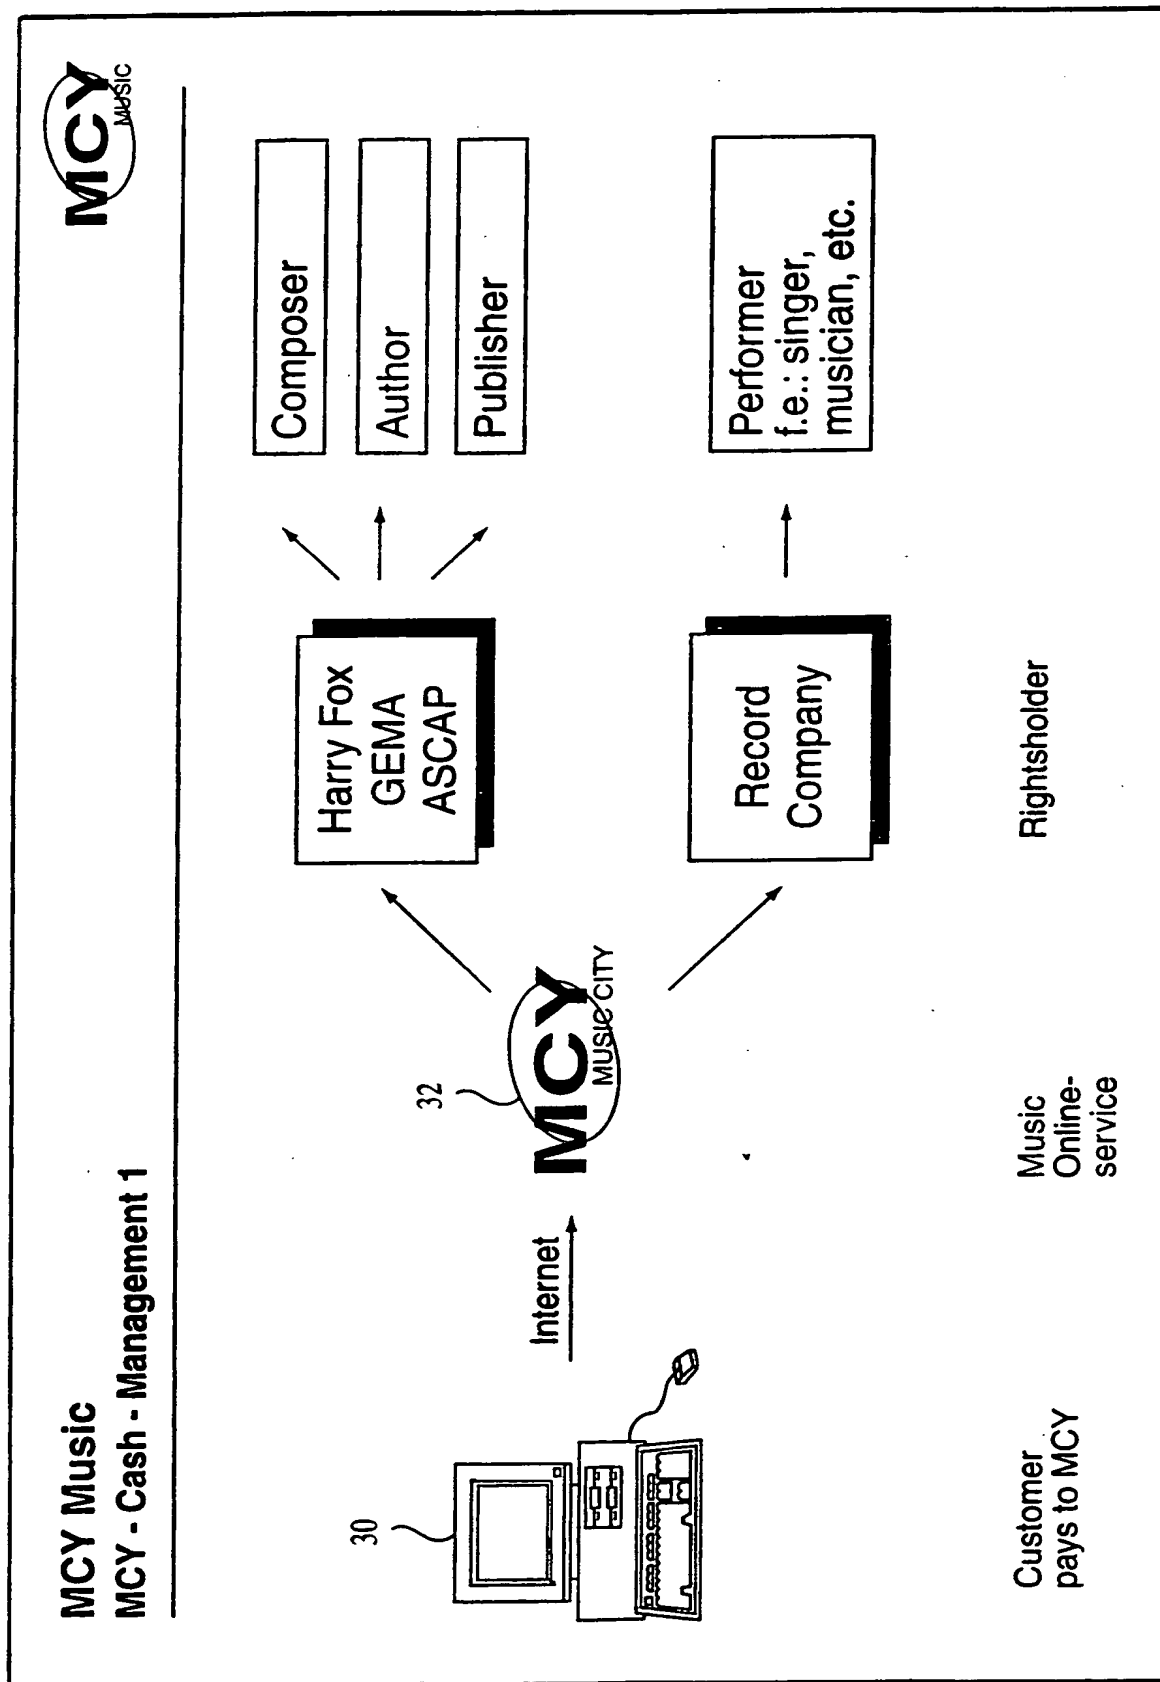 MCY Music
MCY - Cash - Management 1
MCY
MUSIC
30
Internet
32
MCY
MUSIC CITY
Harry Fox
GEMA
ASCAP
Composer
Author
Publisher
Record
Company
Performer
f.e.: singer,
musician, etc.
Customer
pays to MCY
Music
Online-
service
Rightsholder